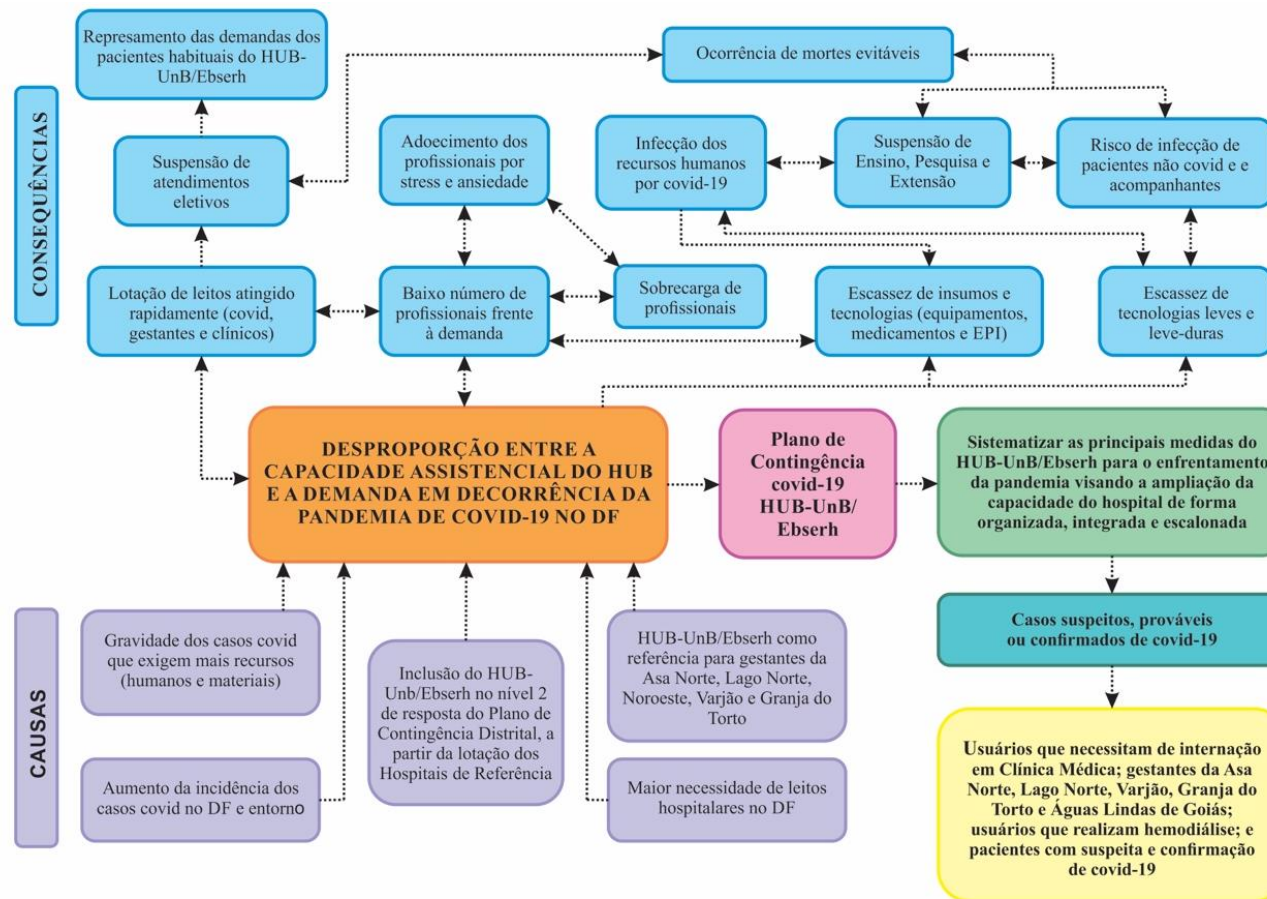 CONSEQUÊNCIAS
Represamento das demandas dos
pacientes habituais do HUB-
UnB/Ebserh
Ocorrência de mortes evitáveis
Suspensão de
atendimentos
eletivos
Adoecimento dos
profissionais por
stress e ansiedade
Infecção dos
recursos humanos
por covid-19
Suspensão de
Ensino, Pesquisa e
Extensão
Risco de infecção de
pacientes não covid e e
acompanhantes
Lotação de leitos atingido
rapidamente (covid,
gestantes e clínicos)
Baixo número de
profissionais frente
à demanda
Sobrecarga de
profissionais
Escassez de insumos e
tecnologias (equipamentos,
medicamentos e EPI)
Escassez de
tecnologias leves e
leve-duras
DESPROPORÇÃO ENTRE A
CAPACIDADE ASSISTENCIAL DO HUB
E A DEMANDA EM DECORRÊNCIA DA
PANDEMIA DE COVID-19 NO DF
Plano de
Contingência
covid-19
HUB-UnB/
Ebserh
Sistematizar as principais medidas do
HUB-UnB/Ebserh para o enfrentamento
da pandemia visando a ampliação da
capacidade do hospital de forma
organizada, integrada e escalonada
CAUSAS
Gravidade dos casos covid
que exigem mais recursos
(humanos e materiais)
Aumento da incidência dos
casos covid no DF e entorno
Inclusão do HUB-
Unb/Ebserh no nível 2
de resposta do Plano de
Contingência Distrital, a
partir da lotação dos
Hospitais de Referência
HUB-UnB/Ebserh como
referência para gestantes da
Asa Norte, Lago Norte,
Noroeste, Varjão e Granja do
Torto
Maior necessidade de leitos
hospitalares no DF
Casos suspeitos, prováveis
ou confirmados de covid-19
Usuários que necessitam de internação
em Clínica Médica; gestantes da Asa
Norte, Lago Norte, Varjão, Granja do
Torto e Águas Lindas de Goiás;
usuários que realizam hemodiálise; e
pacientes com suspeita e confirmação
de covid-19